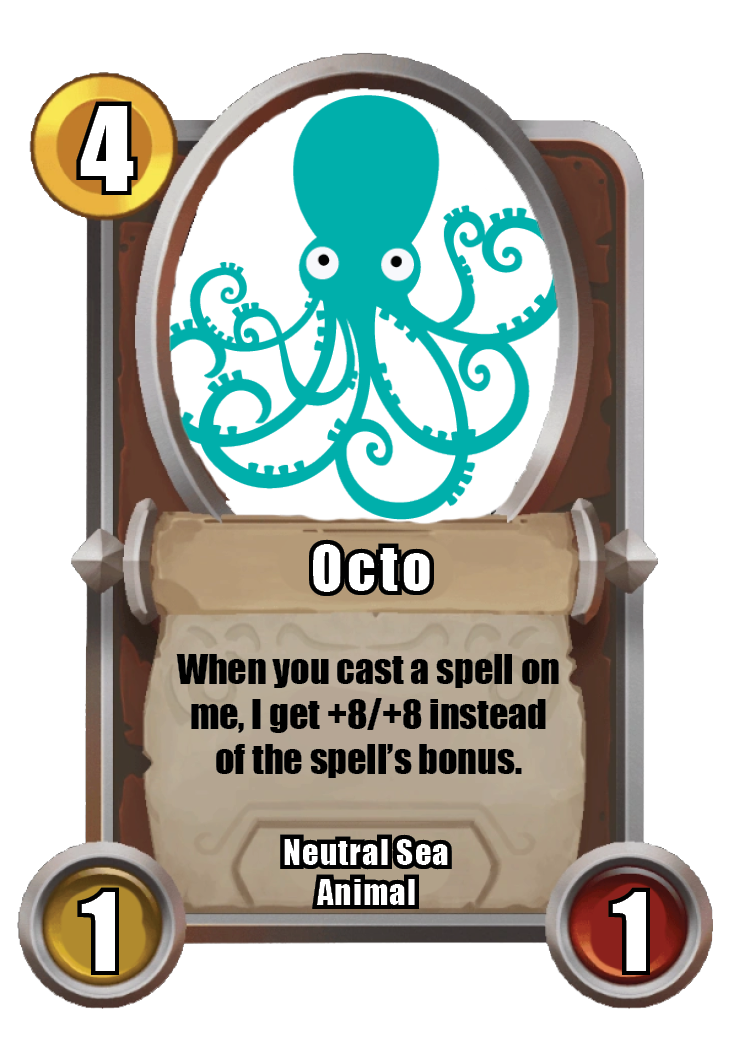 4
Octo
When you cast a spell on
me, I get +8/+8 instead
of the spell’s bonus.
Neutral Sea
Animal
1
1